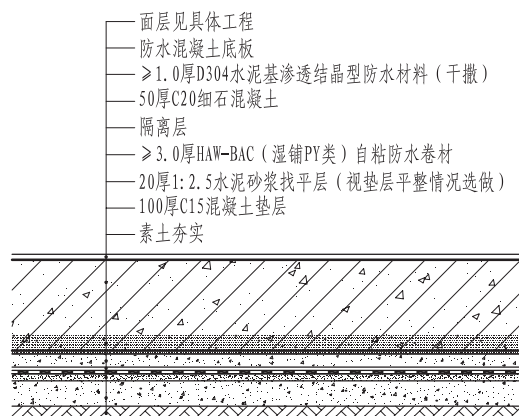 面层见具体工程
防水混凝土底板
≥1.0厚D304水泥基渗透结晶型防水材料（干撒）
50厚C20细石混凝土
隔离层
≥3.0厚HAW-BAC（湿铺PY类）自粘防水卷材
20厚1:2.5水泥砂浆找平层（视垫层平整情况选做）
100厚C15混凝土垫层
素土夯实